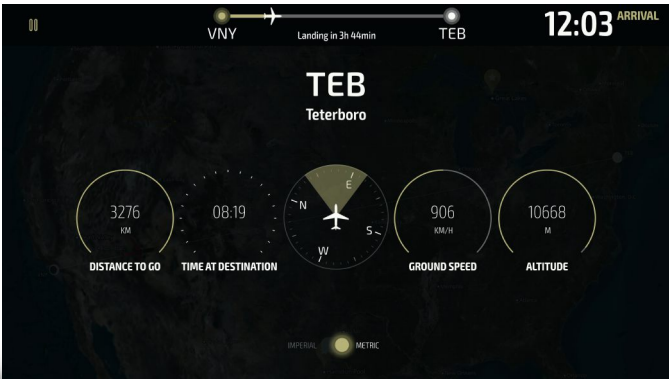 VNY
Landing in 3h 44min
TEB
12:03 ARRIVAL
TEB
Teterboro
3276
KM
DISTANCE TO GO
08:19
TIME AT DESTINATION
N
E
S
W
906
KM/H
GROUND SPEED
10668
M
ALTITUDE
IMPERIAL
METRIC